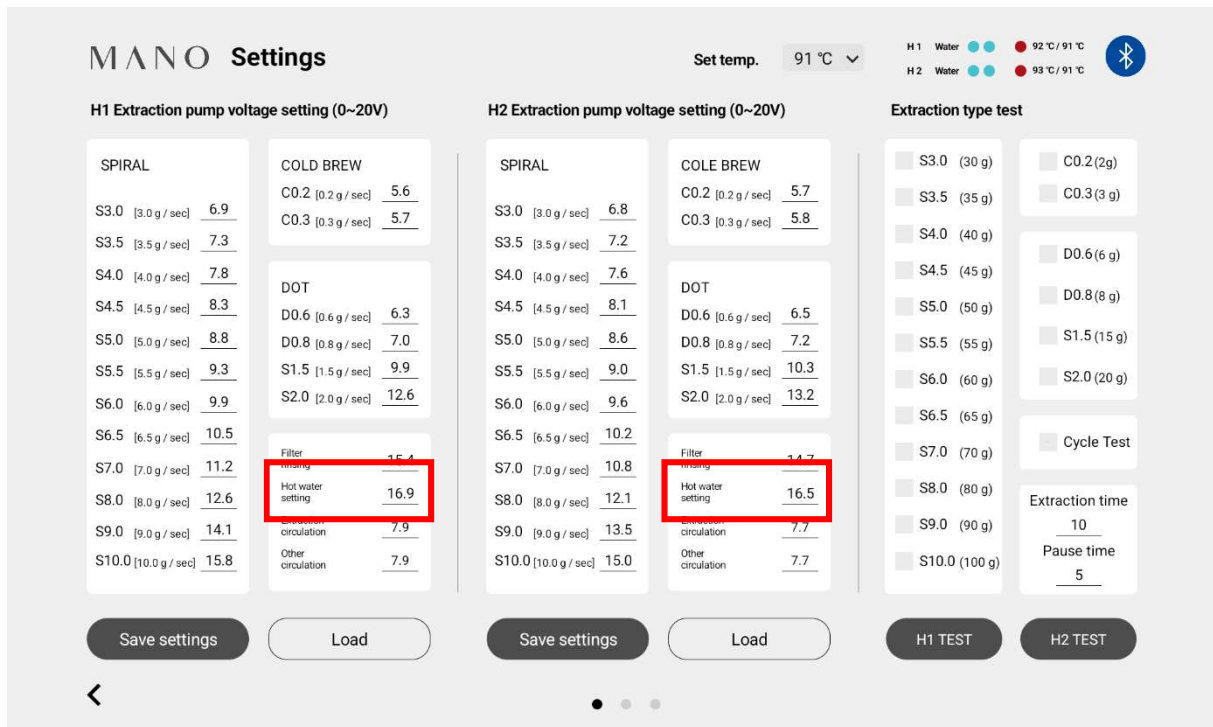 MANO Settings
Set temp. 91 ℃
H 1 Water 92 ℃ / 91 ℃
H 2 Water 93 ℃ / 91 ℃
H1 Extraction pump voltage setting (0~20V)
SPIRAL
S3.0 [3.0 g / sec] 6.9
S3.5 [3.5 g / sec] 7.3
S4.0 [4.0 g / sec] 7.8
S4.5 [4.5 g / sec] 8.3
S5.0 [5.0 g / sec] 8.8
S5.5 [5.5 g / sec] 9.3
S6.0 [6.0 g / sec] 9.9
S6.5 [6.5 g / sec] 10.5
S7.0 [7.0 g / sec] 11.2
S8.0 [8.0 g / sec] 12.6
S9.0 [9.0 g / sec] 14.1
S10.0 [10.0 g / sec] 15.8
COLD BREW
C0.2 [0.2 g / sec] 5.6
C0.3 [0.3 g / sec] 5.7
DOT
D0.6 [0.6 g / sec] 6.3
D0.8 [0.8 g / sec] 7.0
S1.5 [1.5 g / sec] 9.9
S2.0 [2.0 g / sec] 12.6
Filter
rinsing 15.4
Hot water
setting 16.9
Extraction
circulation 7.9
Other
circulation 7.9
Save settings
Load
H2 Extraction pump voltage setting (0~20V)
SPIRAL
S3.0 [3.0 g / sec] 6.8
S3.5 [3.5 g / sec] 7.2
S4.0 [4.0 g / sec] 7.6
S4.5 [4.5 g / sec] 8.1
S5.0 [5.0 g / sec] 8.6
S5.5 [5.5 g / sec] 9.0
S6.0 [6.0 g / sec] 9.6
S6.5 [6.5 g / sec] 10.2
S7.0 [7.0 g / sec] 10.8
S8.0 [8.0 g / sec] 12.1
S9.0 [9.0 g / sec] 13.5
S10.0 [10.0 g / sec] 15.0
COLE BREW
C0.2 [0.2 g / sec] 5.7
C0.3 [0.3 g / sec] 5.8
DOT
D0.6 [0.6 g / sec] 6.5
D0.8 [0.8 g / sec] 7.2
S1.5 [1.5 g / sec] 10.3
S2.0 [2.0 g / sec] 13.2
Filter
rinsing 14.7
Hot water
setting 16.5
Extraction
circulation 7.7
Other
circulation 7.7
Save settings
Load
Extraction type test
S3.0 (30 g)
S3.5 (35 g)
S4.0 (40 g)
S4.5 (45 g)
S5.0 (50 g)
S5.5 (55 g)
S6.0 (60 g)
S6.5 (65 g)
S7.0 (70 g)
S8.0 (80 g)
S9.0 (90 g)
S10.0 (100 g)
C0.2 (2g)
C0.3 (3 g)
D0.6 (6 g)
D0.8 (8 g)
S1.5 (15 g)
S2.0 (20 g)
Cycle Test
Extraction time
10
Pause time
5
H1 TEST
H2 TEST